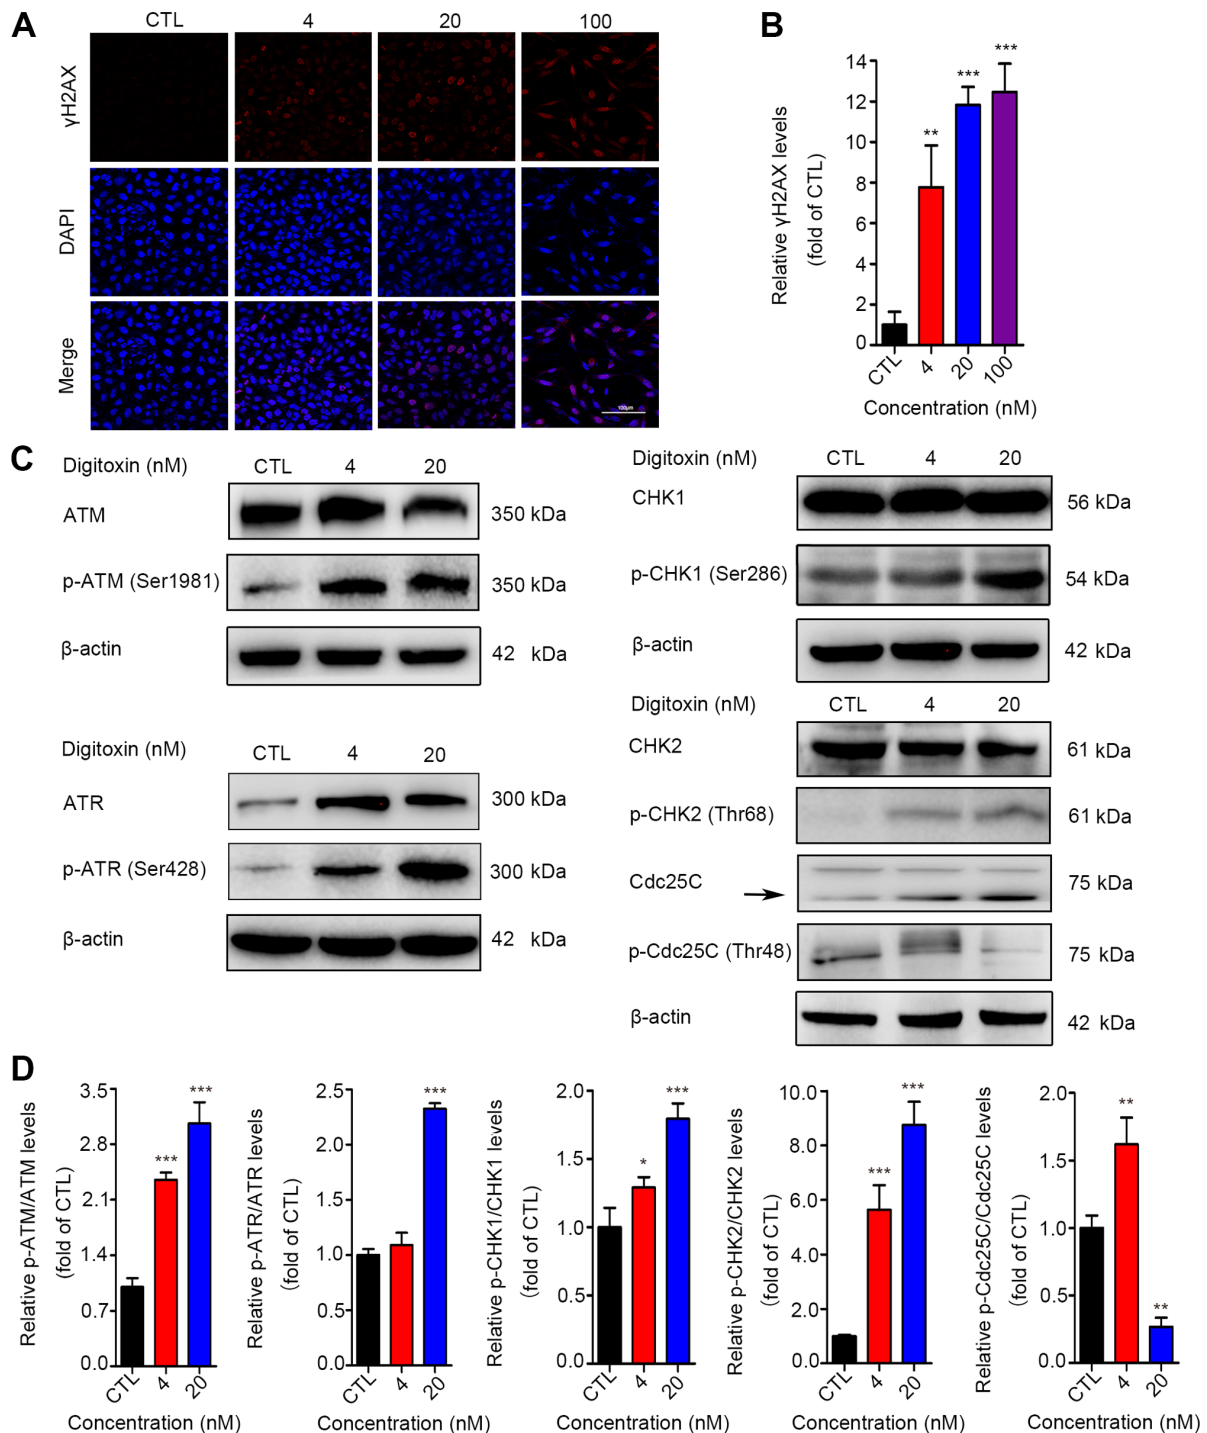 A
CTL 4 20 100
γH2AX
DAPI
Merge
100μm
B
Relative γH2AX levels
(fold of CTL)
14
12
10
8
6
4
2
0
** *** ***
CTL 4 20 100
Concentration (nM)
C
Digitoxin (nM) CTL 4 20
ATM 350 kDa
p-ATM (Ser1981) 350 kDa
β-actin 42 kDa
Digitoxin (nM) CTL 4 20
ATR 300 kDa
p-ATR (Ser428) 300 kDa
β-actin 42 kDa
Digitoxin (nM) CTL 4 20
CHK1 56 kDa
p-CHK1 (Ser286) 54 kDa
β-actin 42 kDa
Digitoxin (nM) CTL 4 20
CHK2 61 kDa
p-CHK2 (Thr68) 61 kDa
Cdc25C 75 kDa
p-Cdc25C (Thr48) 75 kDa
β-actin 42 kDa
D
Relative p-ATM/ATM levels
(fold of CTL)
3.5
2.8
2.1
1.4
0.7
0.0
*** ***
CTL 4 20
Concentration (nM)
Relative p-ATR/ATR levels
(fold of CTL)
2.5
2.0
1.5
1.0
0.5
0.0
***
CTL 4 20
Concentration (nM)
Relative p-CHK1/CHK1 levels
(fold of CTL)
2.0
1.5
1.0
0.5
0.0
* ***
CTL 4 20
Concentration (nM)
Relative p-CHK2/CHK2 levels
(fold of CTL)
10.0
8.0
6.0
4.0
2.0
0.0
*** ***
CTL 4 20
Concentration (nM)
Relative p-Cdc25C/Cdc25C levels
(fold of CTL)
2.0
1.5
1.0
0.5
0.0
** **
CTL 4 20
Concentration (nM)